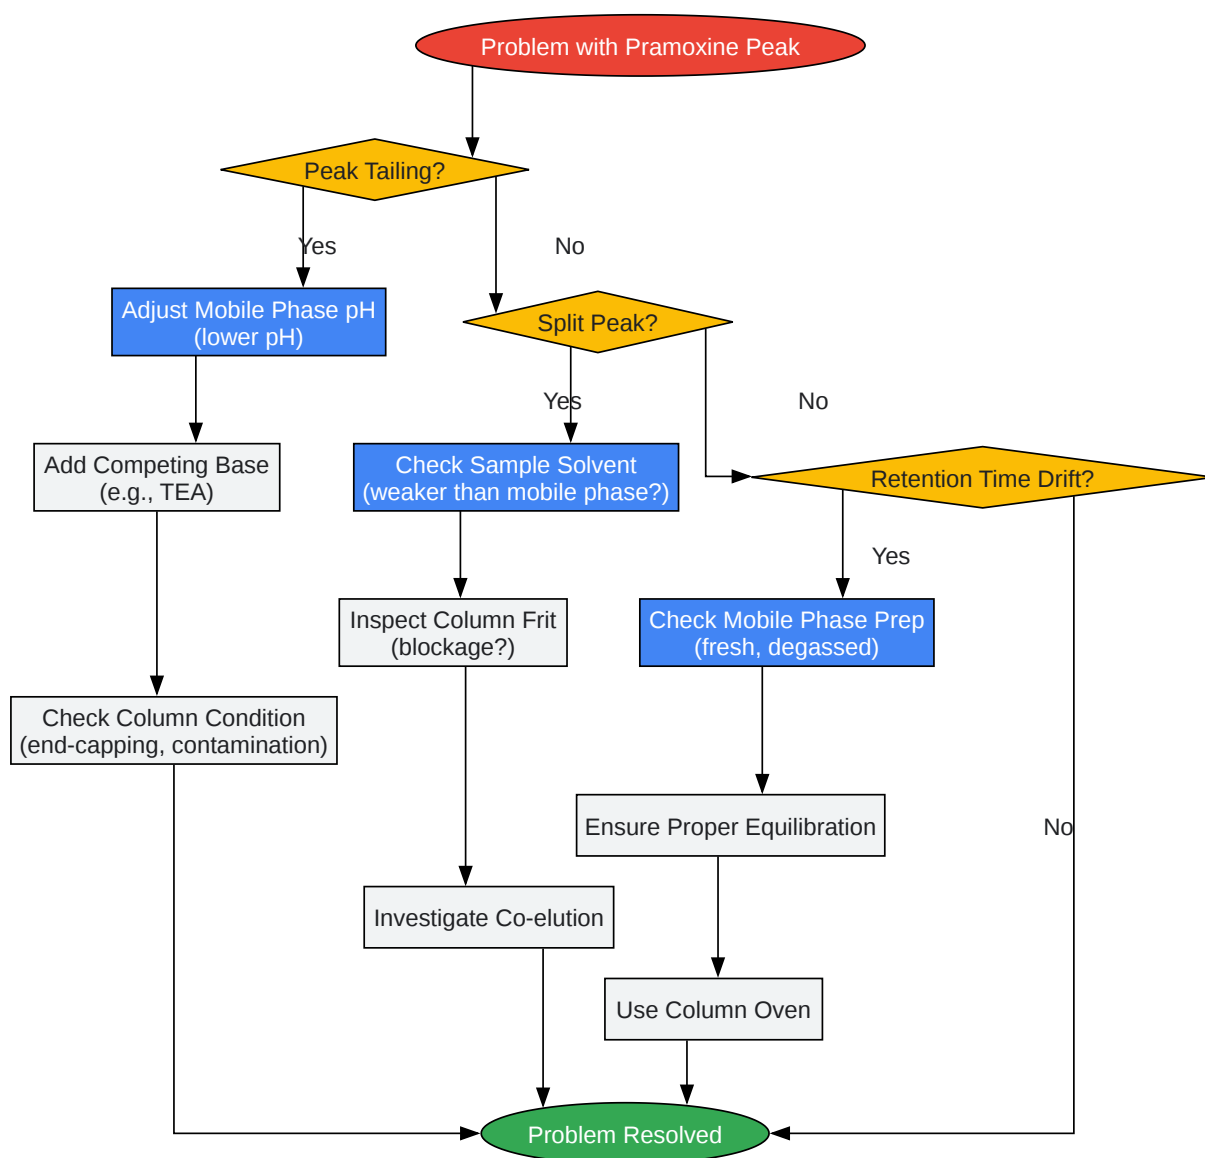 Problem with Pramoxine Peak
Peak Tailing?
Yes
No
Adjust Mobile Phase pH
(lower pH)
Split Peak?
Yes
No
Add Competing Base
(e.g., TEA)
Check Sample Solvent
(weaker than mobile phase?)
Retention Time Drift?
Yes
Inspect Column Frit
(blockage?)
Check Mobile Phase Prep
(fresh, degassed)
Check Column Condition
(end-capping, contamination)
Ensure Proper Equilibration
No
Investigate Co-elution
Use Column Oven
Problem Resolved